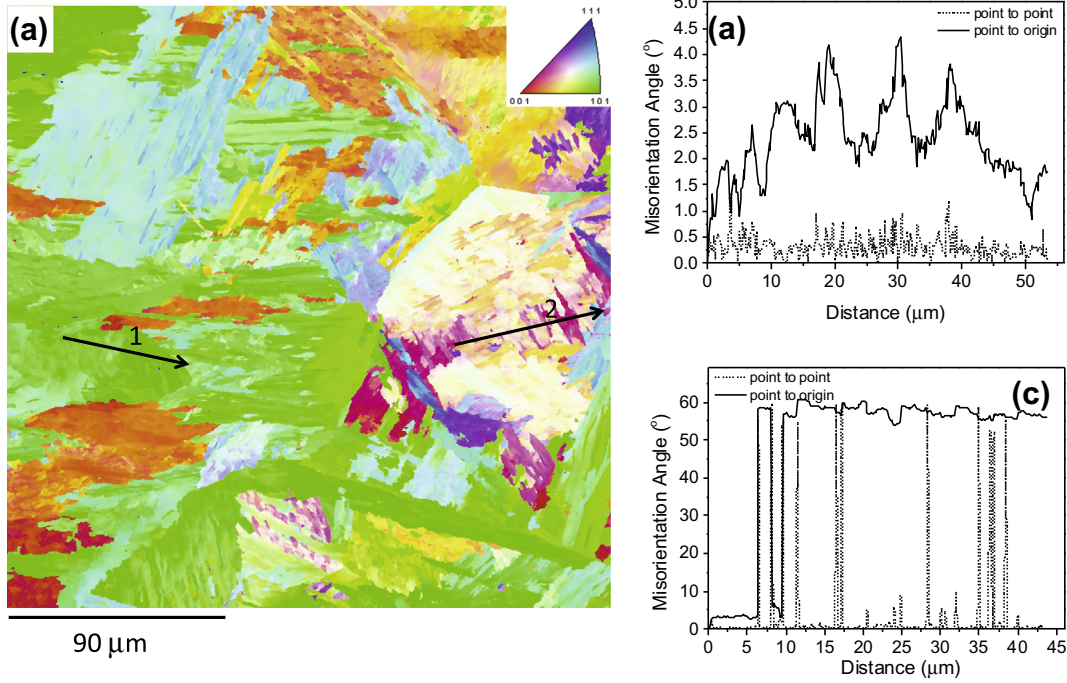 (a)
111
001
101
1
2
90 μm
(a)
point to point
point to origin
5.0
4.5
4.0
3.5
3.0
2.5
2.0
1.5
1.0
0.5
0.0
Misorientation Angle (°)
0 10 20 30 40 50
Distance (μm)
(c)
point to point
point to origin
60
50
40
30
20
10
0
Misorientation Angle (°)
0 5 10 15 20 25 30 35 40 45
Distance (μm)